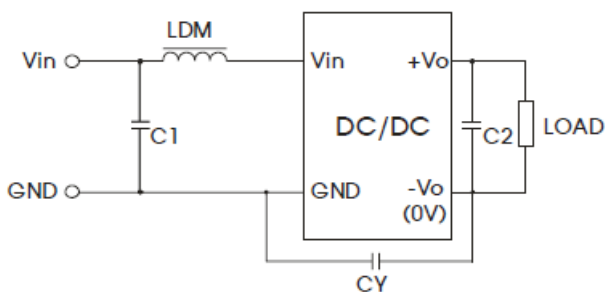 LDM
Vin
Vin
+Vo
C1
DC/DC
C2
LOAD
GND
GND
-Vo
(0V)
CY